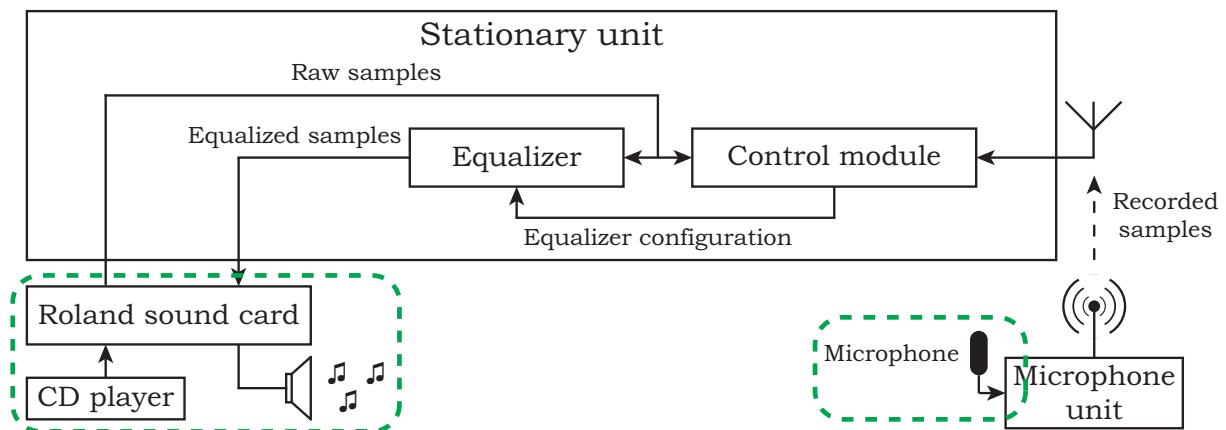 Stationary unit
Raw samples
Equalized samples
Equalizer
Control module
Equalizer configuration
Recorded
samples
Roland sound card
CD player
Microphone
Microphone
unit